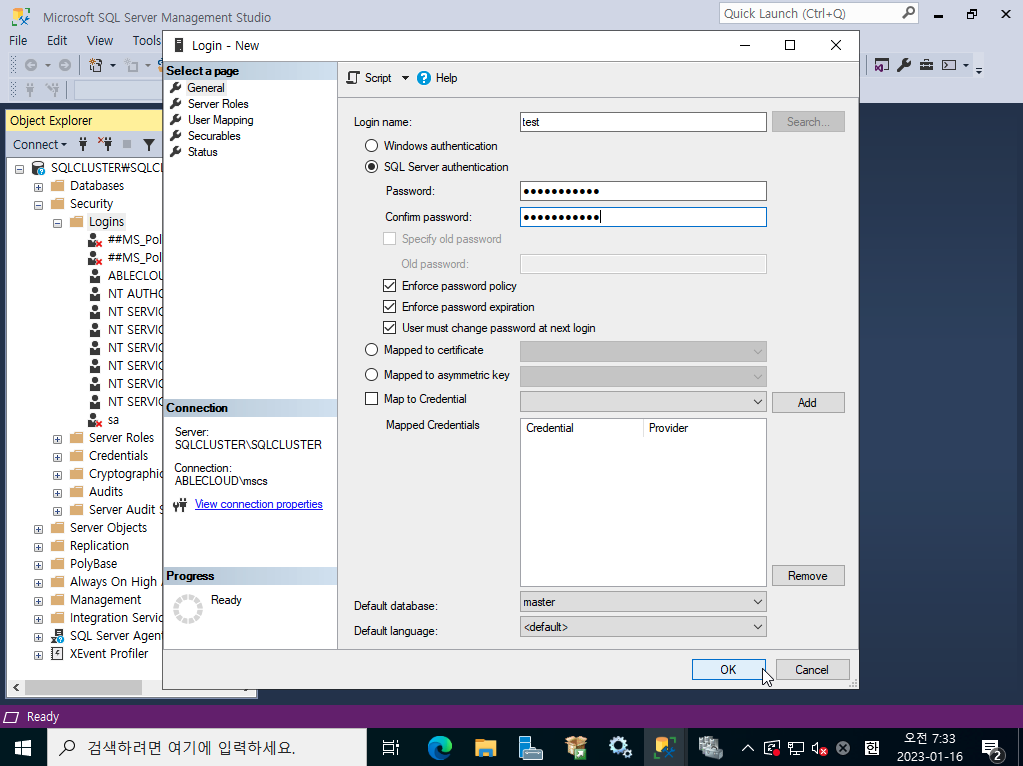 Microsoft SQL Server Management Studio
Quick Launch (Ctrl+Q)
File Edit View Tools
Login - New
Select a page
General
Server Roles
User Mapping
Securables
Status
Script Help
Login name: test Search...
Windows authentication
SQL Server authentication
Password: ●●●●●●●●●●●
Confirm password: ●●●●●●●●●●●
Specify old password
Old password:
Enforce password policy
Enforce password expiration
User must change password at next login
Mapped to certificate
Mapped to asymmetric key
Map to Credential Add
Mapped Credentials Credential Provider
Remove
Default database: master
Default language: <default>
OK Cancel
Connection
Server:
SQLCLUSTER\SQLCLUSTER
Connection:
ABLECLOUD\mscs
View connection properties
Progress
Ready
Object Explorer
Connect
SQLCLUSTER₩SQLCL
Databases
Security
Logins
##MS_Pol
##MS_Pol
ABLECLOU
NT AUTHO
NT SERVIC
NT SERVIC
NT SERVIC
NT SERVIC
NT SERVIC
NT SERVIC
sa
Server Roles
Credentials
Cryptographic
Audits
Server Audit S
Server Objects
Replication
PolyBase
Always On High
Management
Integration Servic
SQL Server Agent
XEvent Profiler
Ready
검색하려면 여기에 입력하세요.
한
오전 7:33
2023-01-16
2